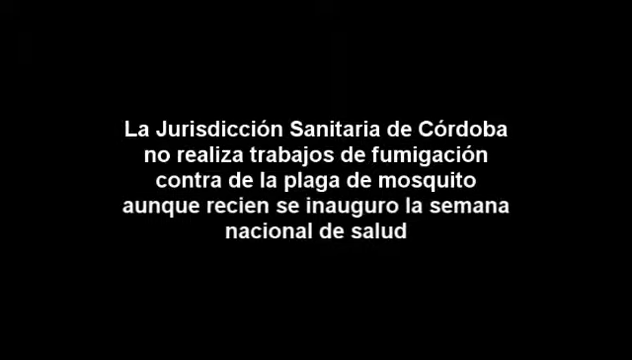 La Jurisdicción Sanitaria de Córdoba
no realiza trabajos de fumigación
contra de la plaga de mosquito
aunque recien se inauguro la semana
nacional de salud